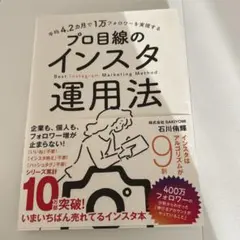 平均4.2カ月で1万フォロワーを実現する
プロ目線の
インスタ
運用法
Best Instagram Marketing Method
株式会社SAKIYOMI
石川侑輝
企業も、個人も、
フォロワー増が
止まらない!
シリーズ累計
10万部突破!
いまいちばん売れてるインスタ本
インスタは
アルゴリズムが
9割
400万
フォロワーの